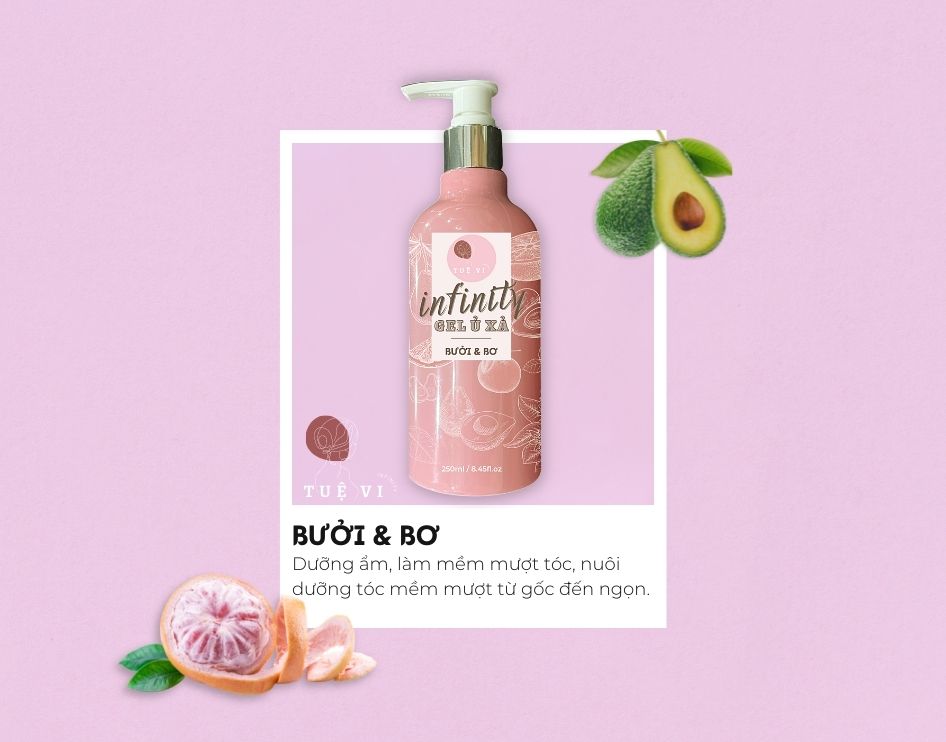 TUỆ VI
infinity
GEL Ủ XẢ
BƯỞI & BƠ
250ml / 8.45fl.oz
TUỆ VI
BƯỞI & BƠ
Dưỡng ẩm, làm mềm mượt tóc, nuôi
dưỡng tóc mềm mượt từ gốc đến ngọn.